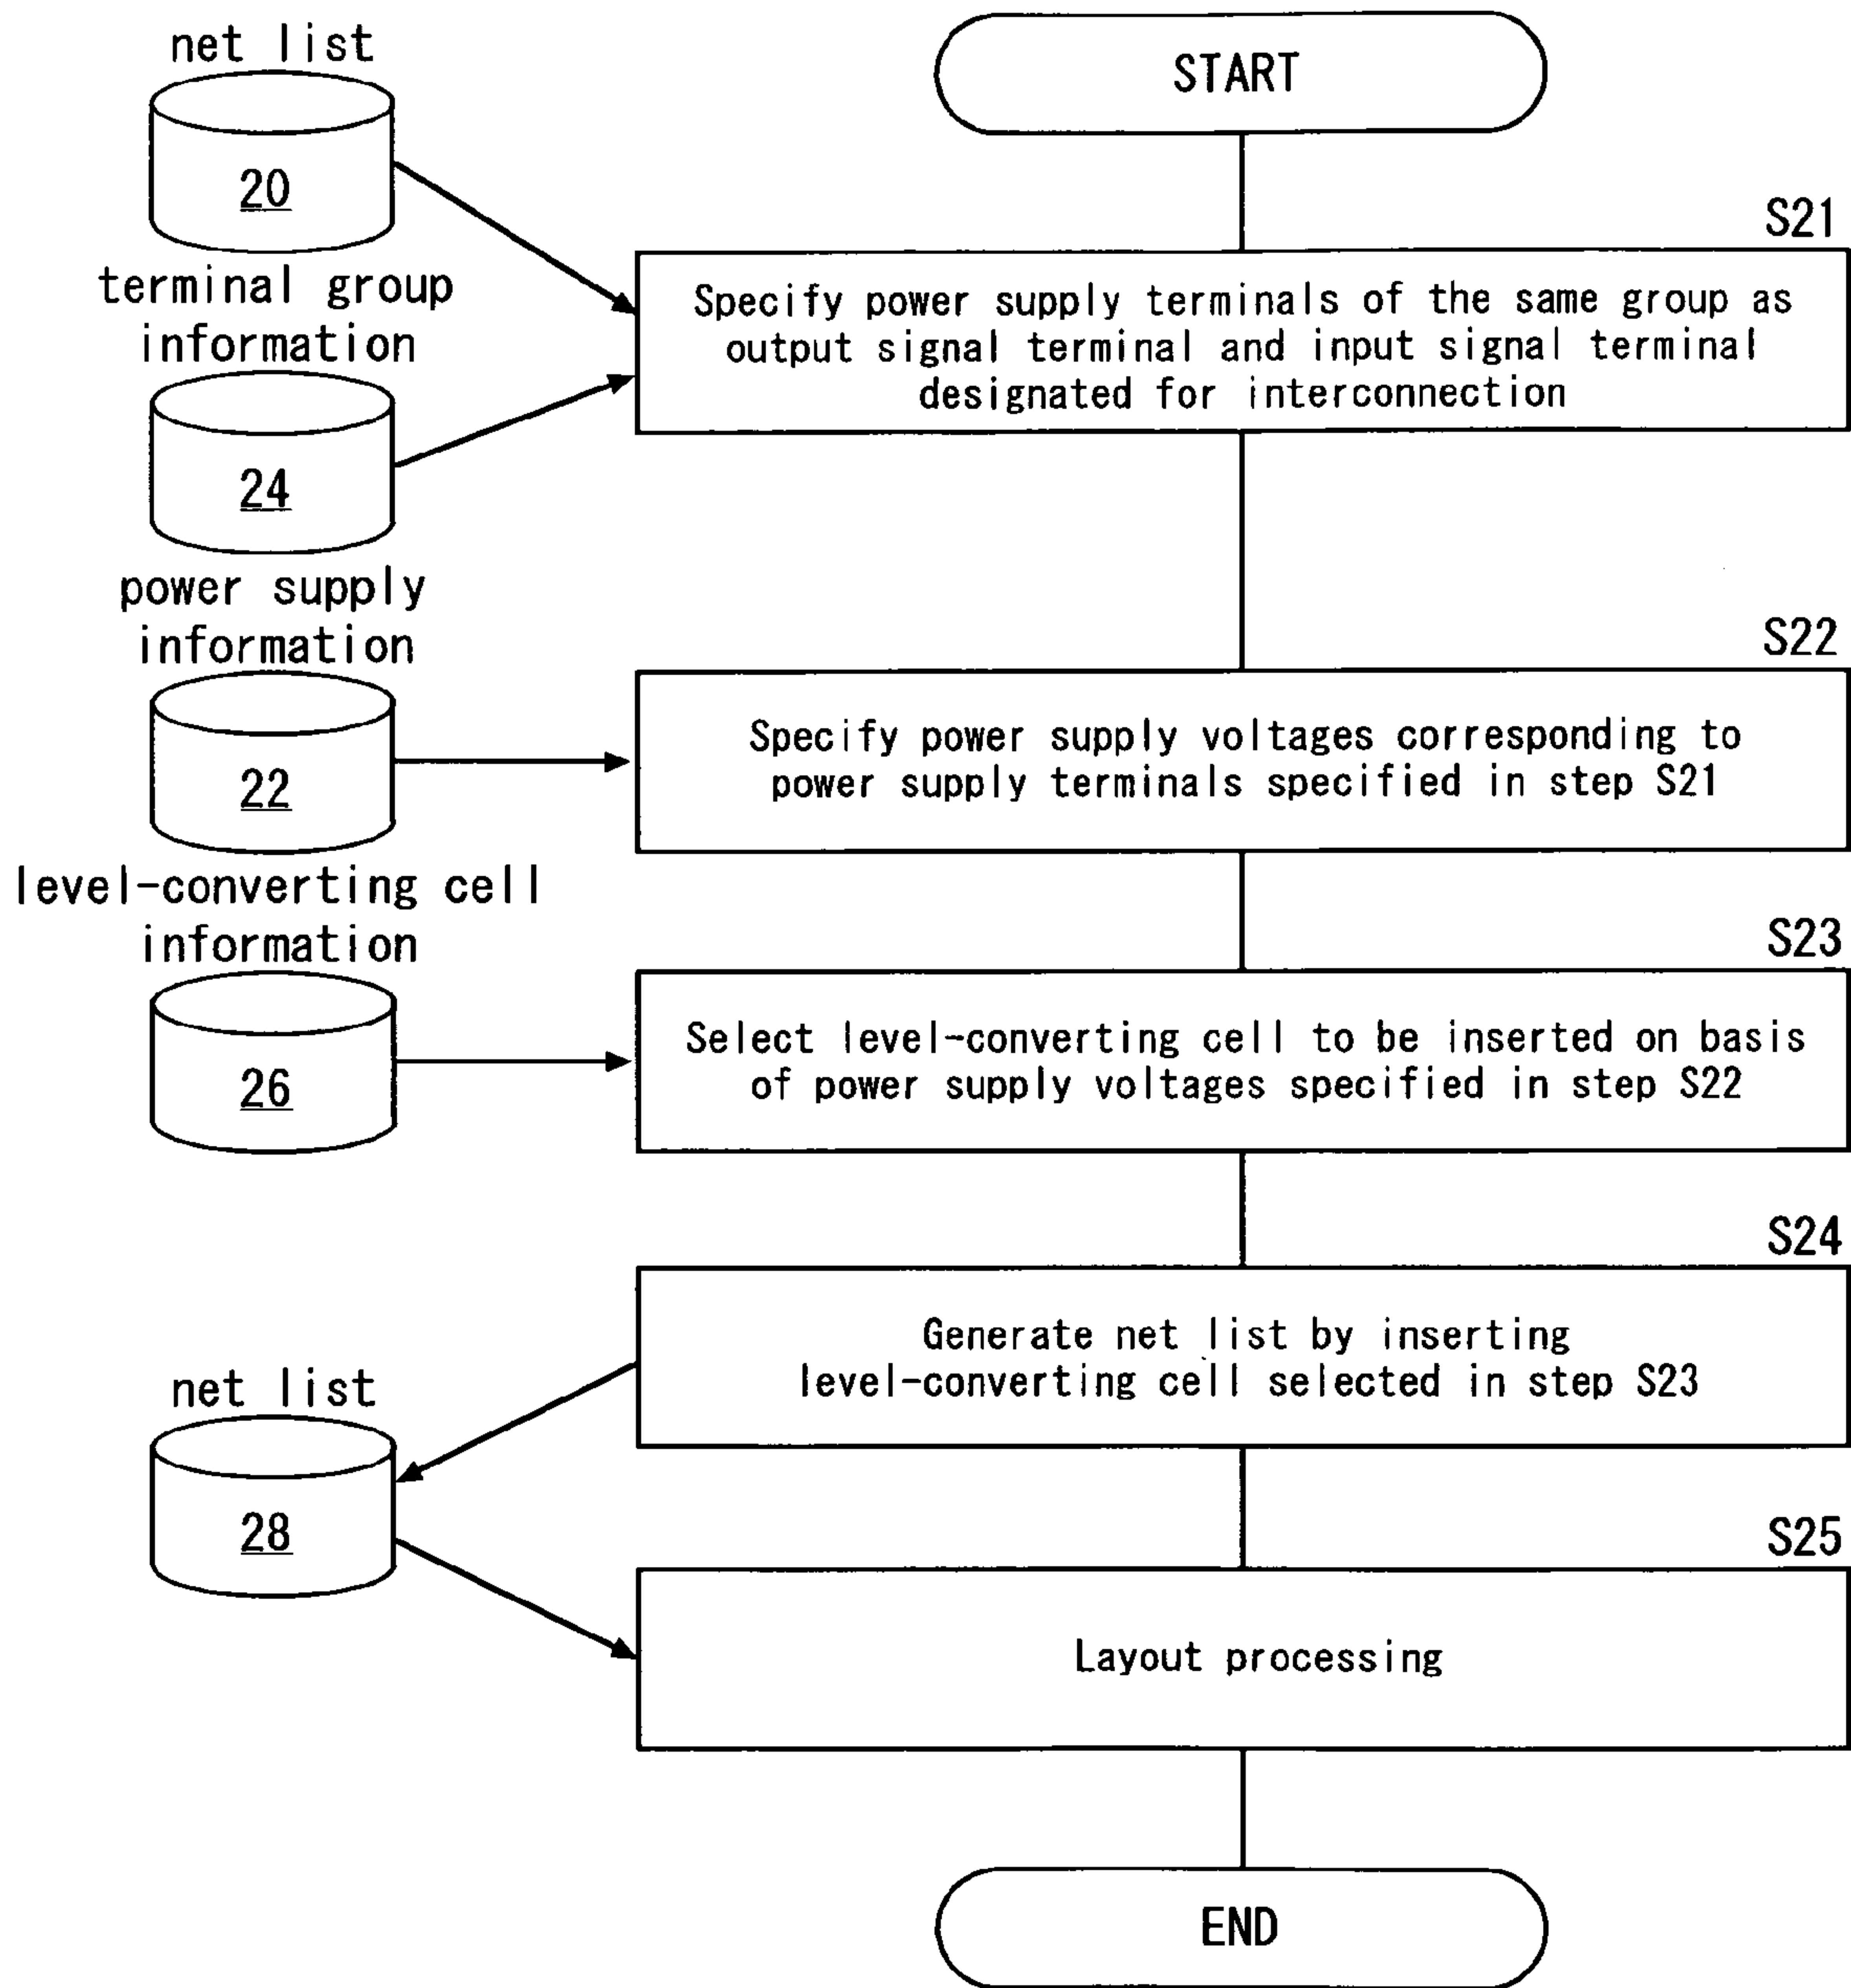 START
net list
20
terminal group
information
24
S21
Specify power supply terminals of the same group as
output signal terminal and input signal terminal
designated for interconnection
power supply
information
22
S22
Specify power supply voltages corresponding to
power supply terminals specified in step S21
level-converting cell
information
26
S23
Select level-converting cell to be inserted on basis
of power supply voltages specified in step S22
S24
Generate net list by inserting
level-converting cell selected in step S23
net list
28
S25
Layout processing
END